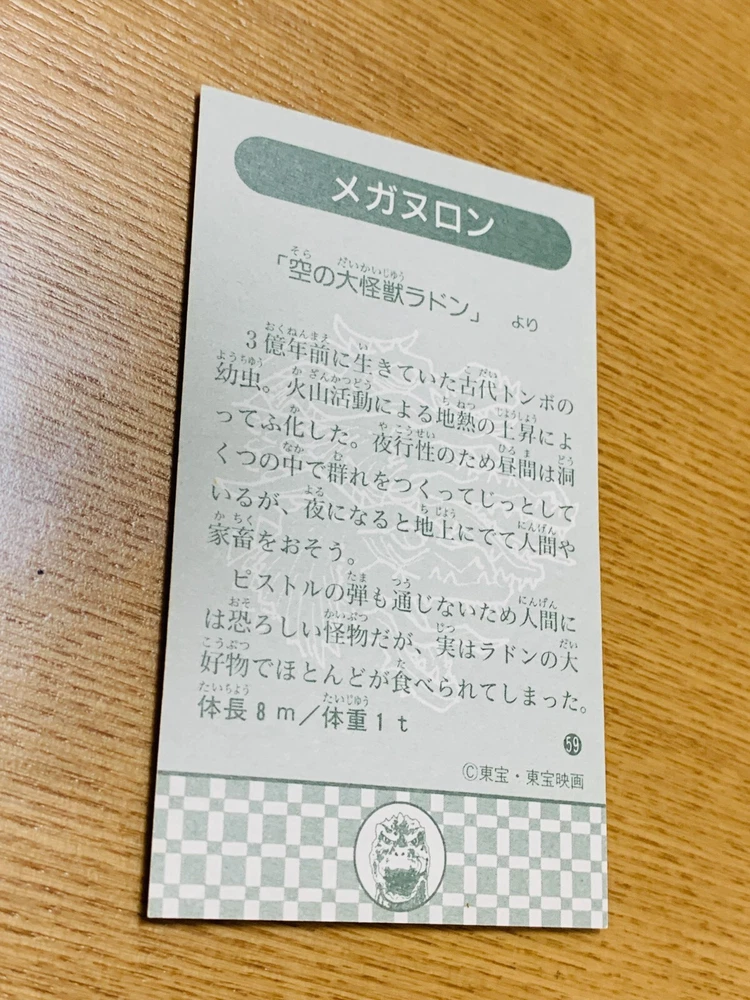 メガヌロン
「空の大怪獣ラドン」 より
3億年前に生きていた古代トンボの
幼虫。火山活動による地熱の上昇によ
ってふ化した。夜行性のため昼間は洞
くつの中で群れをつくってじっとして
いるが、夜になると地上にでて人間や
家畜をおそう。
ピストルの弾も通じないため人間に
は恐ろしい怪物だが、実はラドンの大
好物でほとんどが食べられてしまった。
体長8m／体重1t
59
©東宝・東宝映画